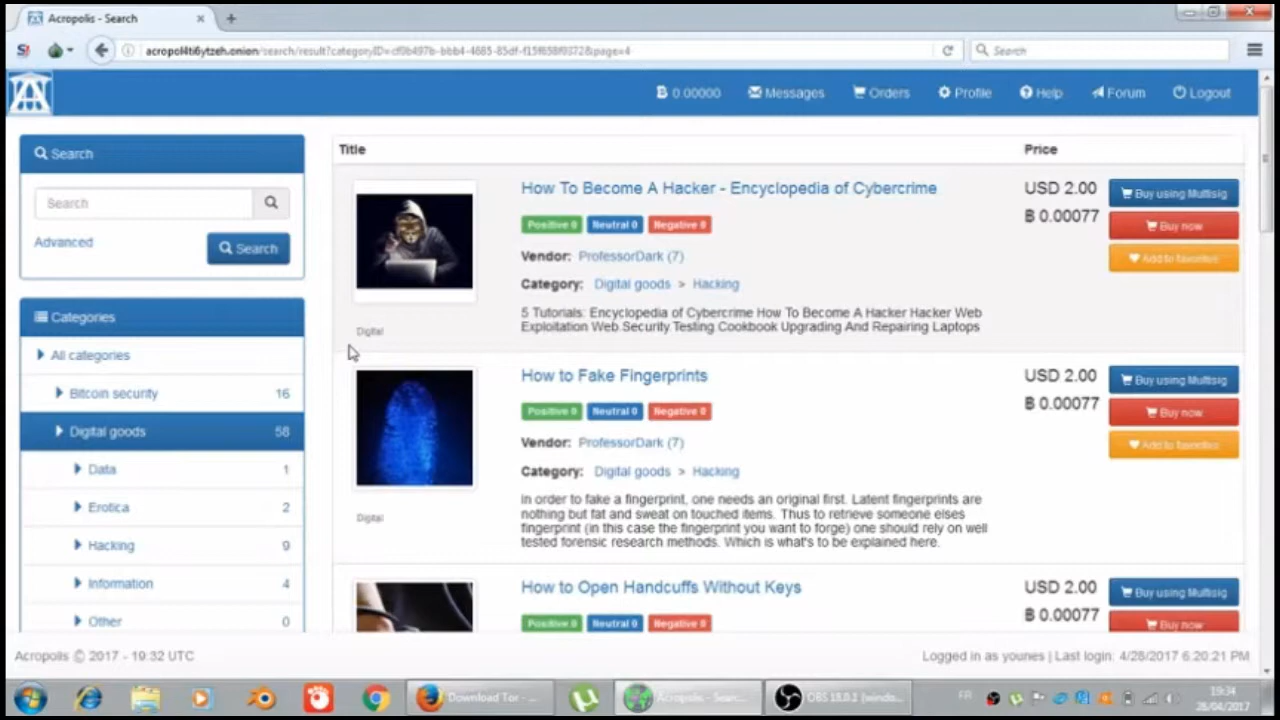 Acropolis - Search
acropol4ti6ytzeh.onion/search/result?categoryID=cf9b497b-bbb4-4685-85df-f15f658f9372&page=4
Search
0.00000 Messages Orders Profile Help Forum Logout
Search
Search
Advanced Search
Categories
All categories
Bitcoin security 16
Digital goods 58
Data 1
Erotica 2
Hacking 9
Information 4
Other 0
Title Price
How To Become A Hacker - Encyclopedia of Cybercrime
USD 2.00
Buy using Multisig
฿ 0.00077
Positive 0 Neutral 0 Negative 0
Buy now
Vendor: ProfessorDark (7)
Add to favorites
Category: Digital goods > Hacking
5 Tutorials: Encyclopedia of Cybercrime How To Become A Hacker Hacker Web
Exploitation Web Security Testing Cookbook Upgrading And Repairing Laptops
Digital
How to Fake Fingerprints
USD 2.00
Buy using Multisig
฿ 0.00077
Positive 0 Neutral 0 Negative 0
Buy now
Vendor: ProfessorDark (7)
Add to favorites
Category: Digital goods > Hacking
In order to fake a fingerprint, one needs an original first. Latent fingerprints are
nothing but fat and sweat on touched items. Thus to retrieve someone elses
fingerprint (in this case the fingerprint you want to forge) one should rely on well
tested forensic research methods. Which is what's to be explained here.
Digital
How to Open Handcuffs Without Keys
USD 2.00
Buy using Multisig
฿ 0.00077
Positive 0 Neutral 0 Negative 0
Buy now
Acropolis © 2017 - 19:32 UTC
Logged in as younes | Last login: 4/28/2017 6:20:21 PM
Download Tor - ...
Acropolis - Searc...
OBS 18.0.1 (windo...
FR
19:34
28/04/2017